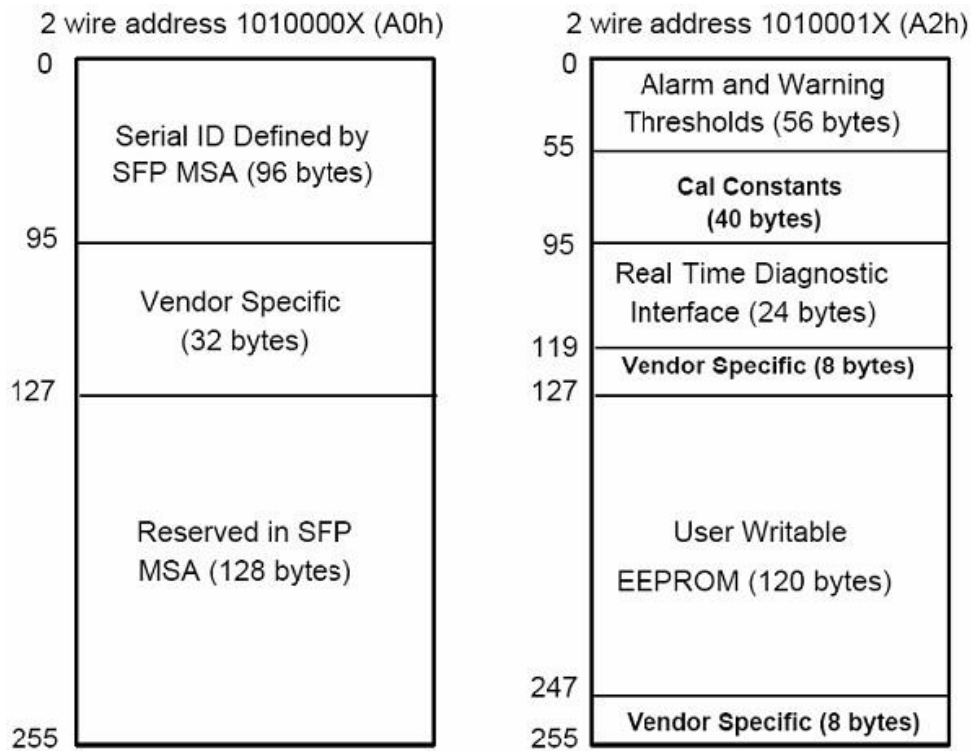 2 wire address 1010000X (A0h)
0
Serial ID Defined by
SFP MSA (96 bytes)
95
Vendor Specific
(32 bytes)
127
Reserved in SFP
MSA (128 bytes)
255
2 wire address 1010001X (A2h)
0
Alarm and Warning
Thresholds (56 bytes)
55
Cal Constants
(40 bytes)
95
Real Time Diagnostic
Interface (24 bytes)
119
Vendor Specific (8 bytes)
127
User Writable
EEPROM (120 bytes)
247
Vendor Specific (8 bytes)
255